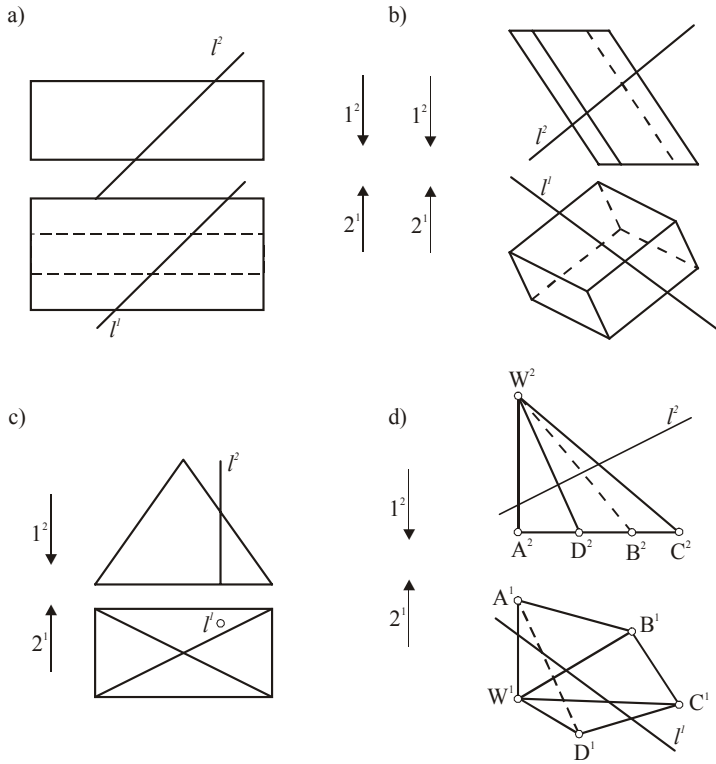 a)
l²
1²
2¹
l¹
1²
2¹
b)
l²
l¹
c)
1²
2¹
l²
l¹
d)
1²
2¹
W²
l²
A² D² B² C²
A¹
B¹
W¹
C¹
D¹
l¹